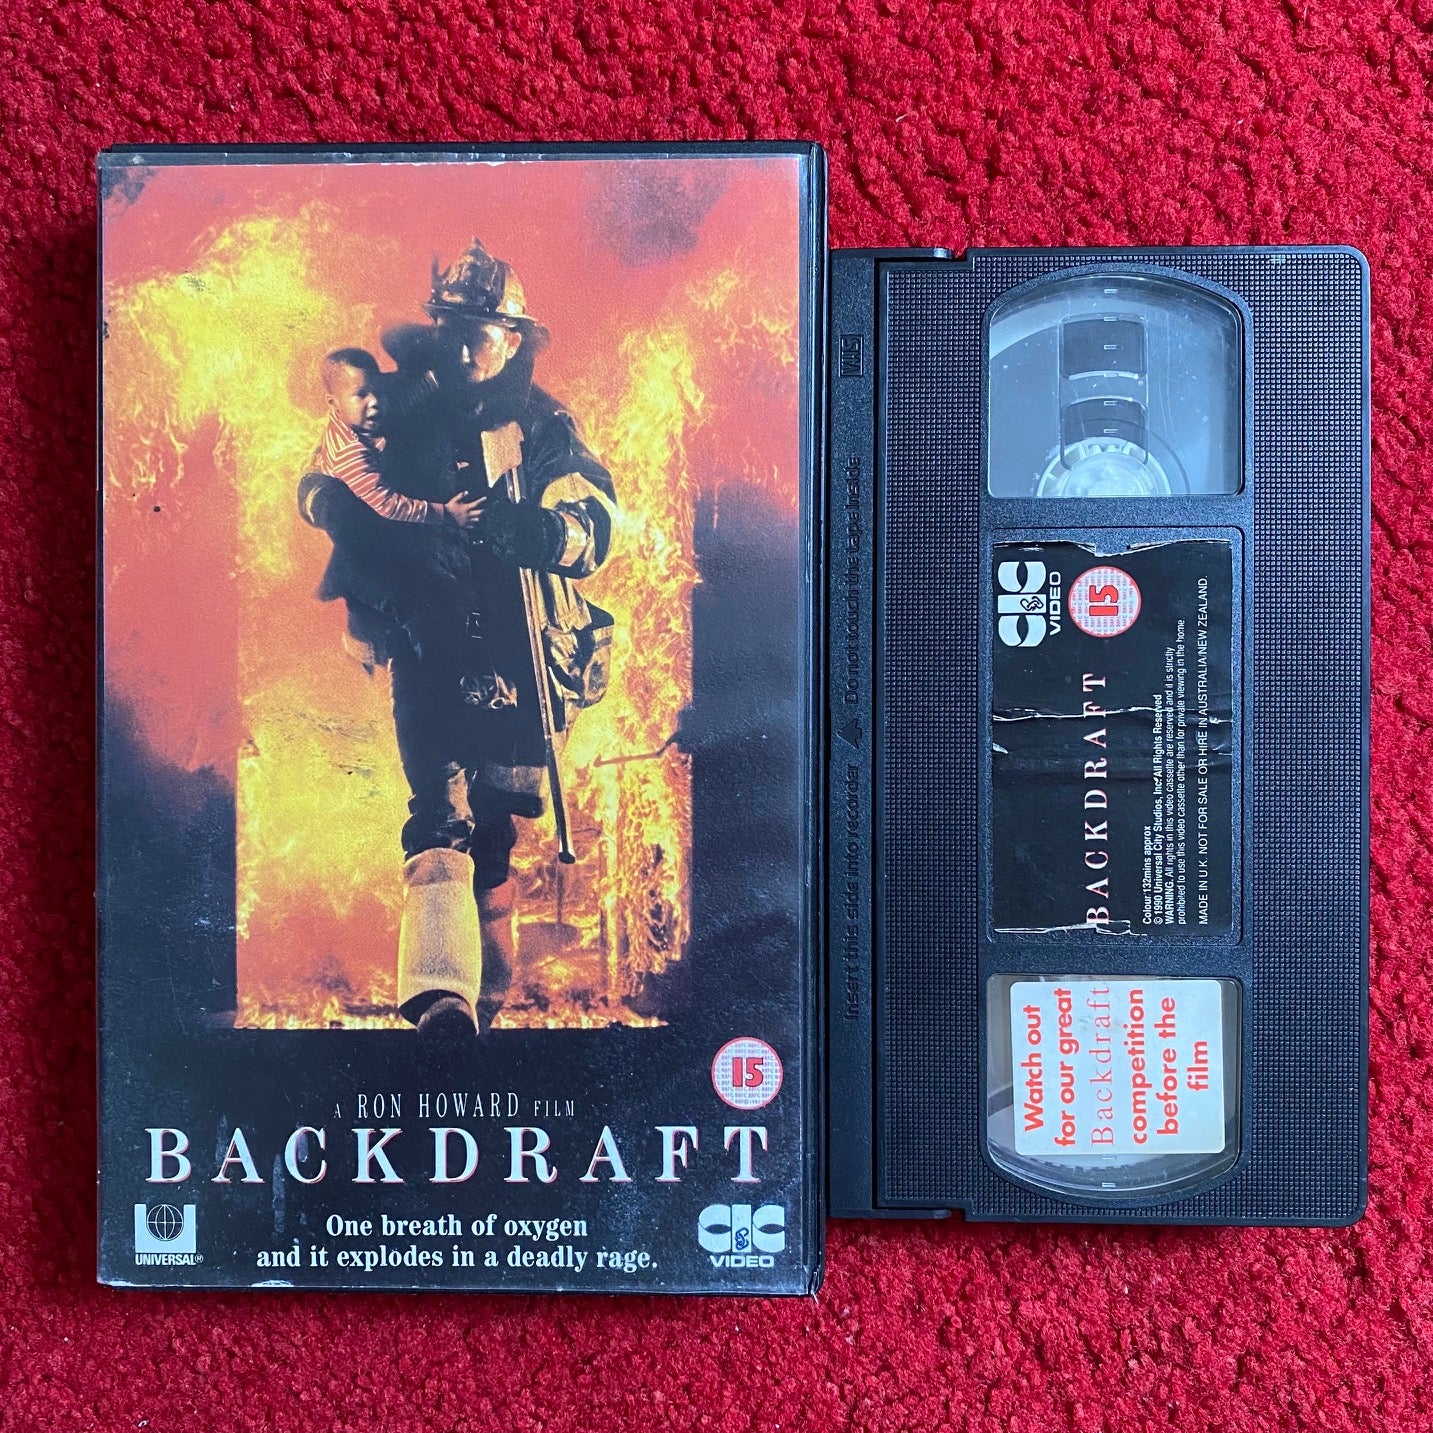 15
A RON HOWARD FILM
BACKDRAFT
UNIVERSAL®
One breath of oxygen
and it explodes in a deadly rage.
CIC
VIDEO
VHS
Insert this side into recorder Do not touch the tape inside
CIC
VIDEO
15
BACKDRAFT
Colour 132mins approx
© 1990 Universal City Studios, Inc. All Rights Reserved
WARNING. All rights in this video cassette are reserved and it is strictly
prohibited to use this video cassette other than for private viewing in the home
MADE IN U.K. NOT FOR SALE OR HIRE IN AUSTRALIA/NEW ZEALAND.
Watch out
for our great
Backdraft
competition
before the
film